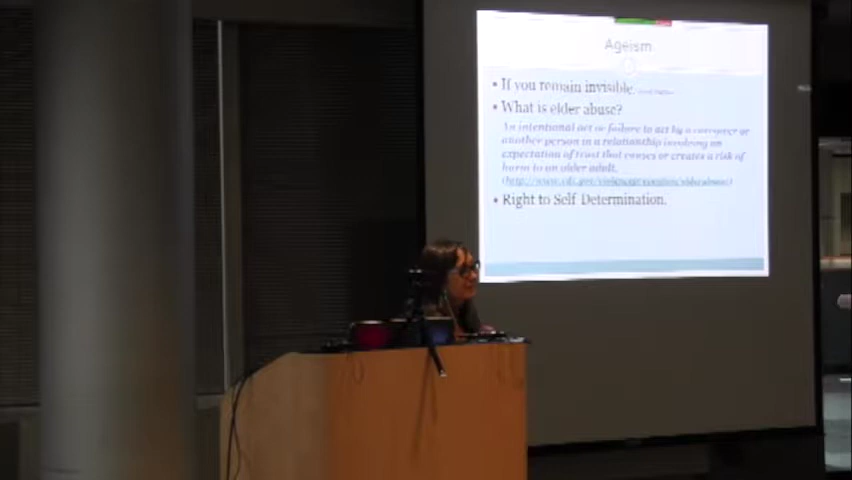 Ageism
• If you remain invisible.
• What is elder abuse?
An intentional act or failure to act by a caregiver or
another person in a relationship involving an
expectation of trust that causes or creates a risk of
harm to an older adult.
• Right to Self Determination.